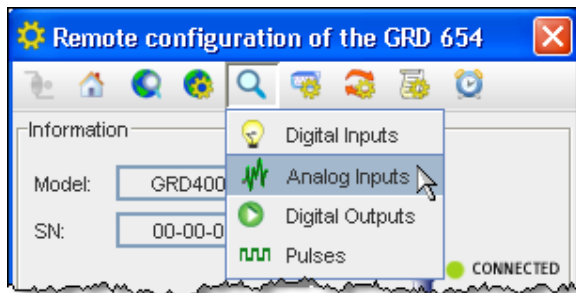 Remote configuration of the GRD 654
Information
Digital Inputs
Model: GRD400
Analog Inputs
SN: 00-00-0
Digital Outputs
Pulses
CONNECTED